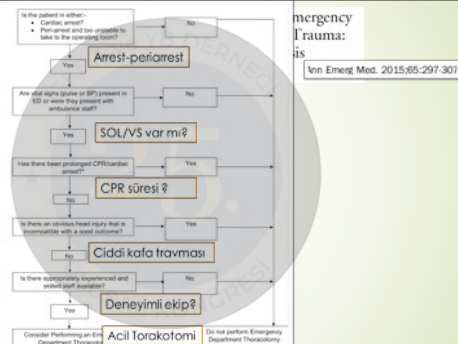 Is the patient in either:-
• Cardiac arrest?
• Peri-arrest and too unstable to
take to the operating room?
No
mergency
Trauma:
sis
Ann Emerg Med. 2015;65:297-307
Yes
Arrest-periarrest
Are vital signs (pulse or BP) present in
ED or were they present with
ambulance staff?
No
Yes
SOL/VS var mı?
Has there been prolonged CPR/cardiac
arrest?*
Yes
No
CPR süresi ?
Is there an obvious head injury that is
incompatible with a good outcome?
Yes
No
Ciddi kafa travması
Is there appropriately experienced and
skilled staff available?
No
Yes
Deneyimli ekip?
Consider Performing an Em
Department Thoracoto
Acil Torakotomi
Do not perform Emergency
Department Thoracotomy